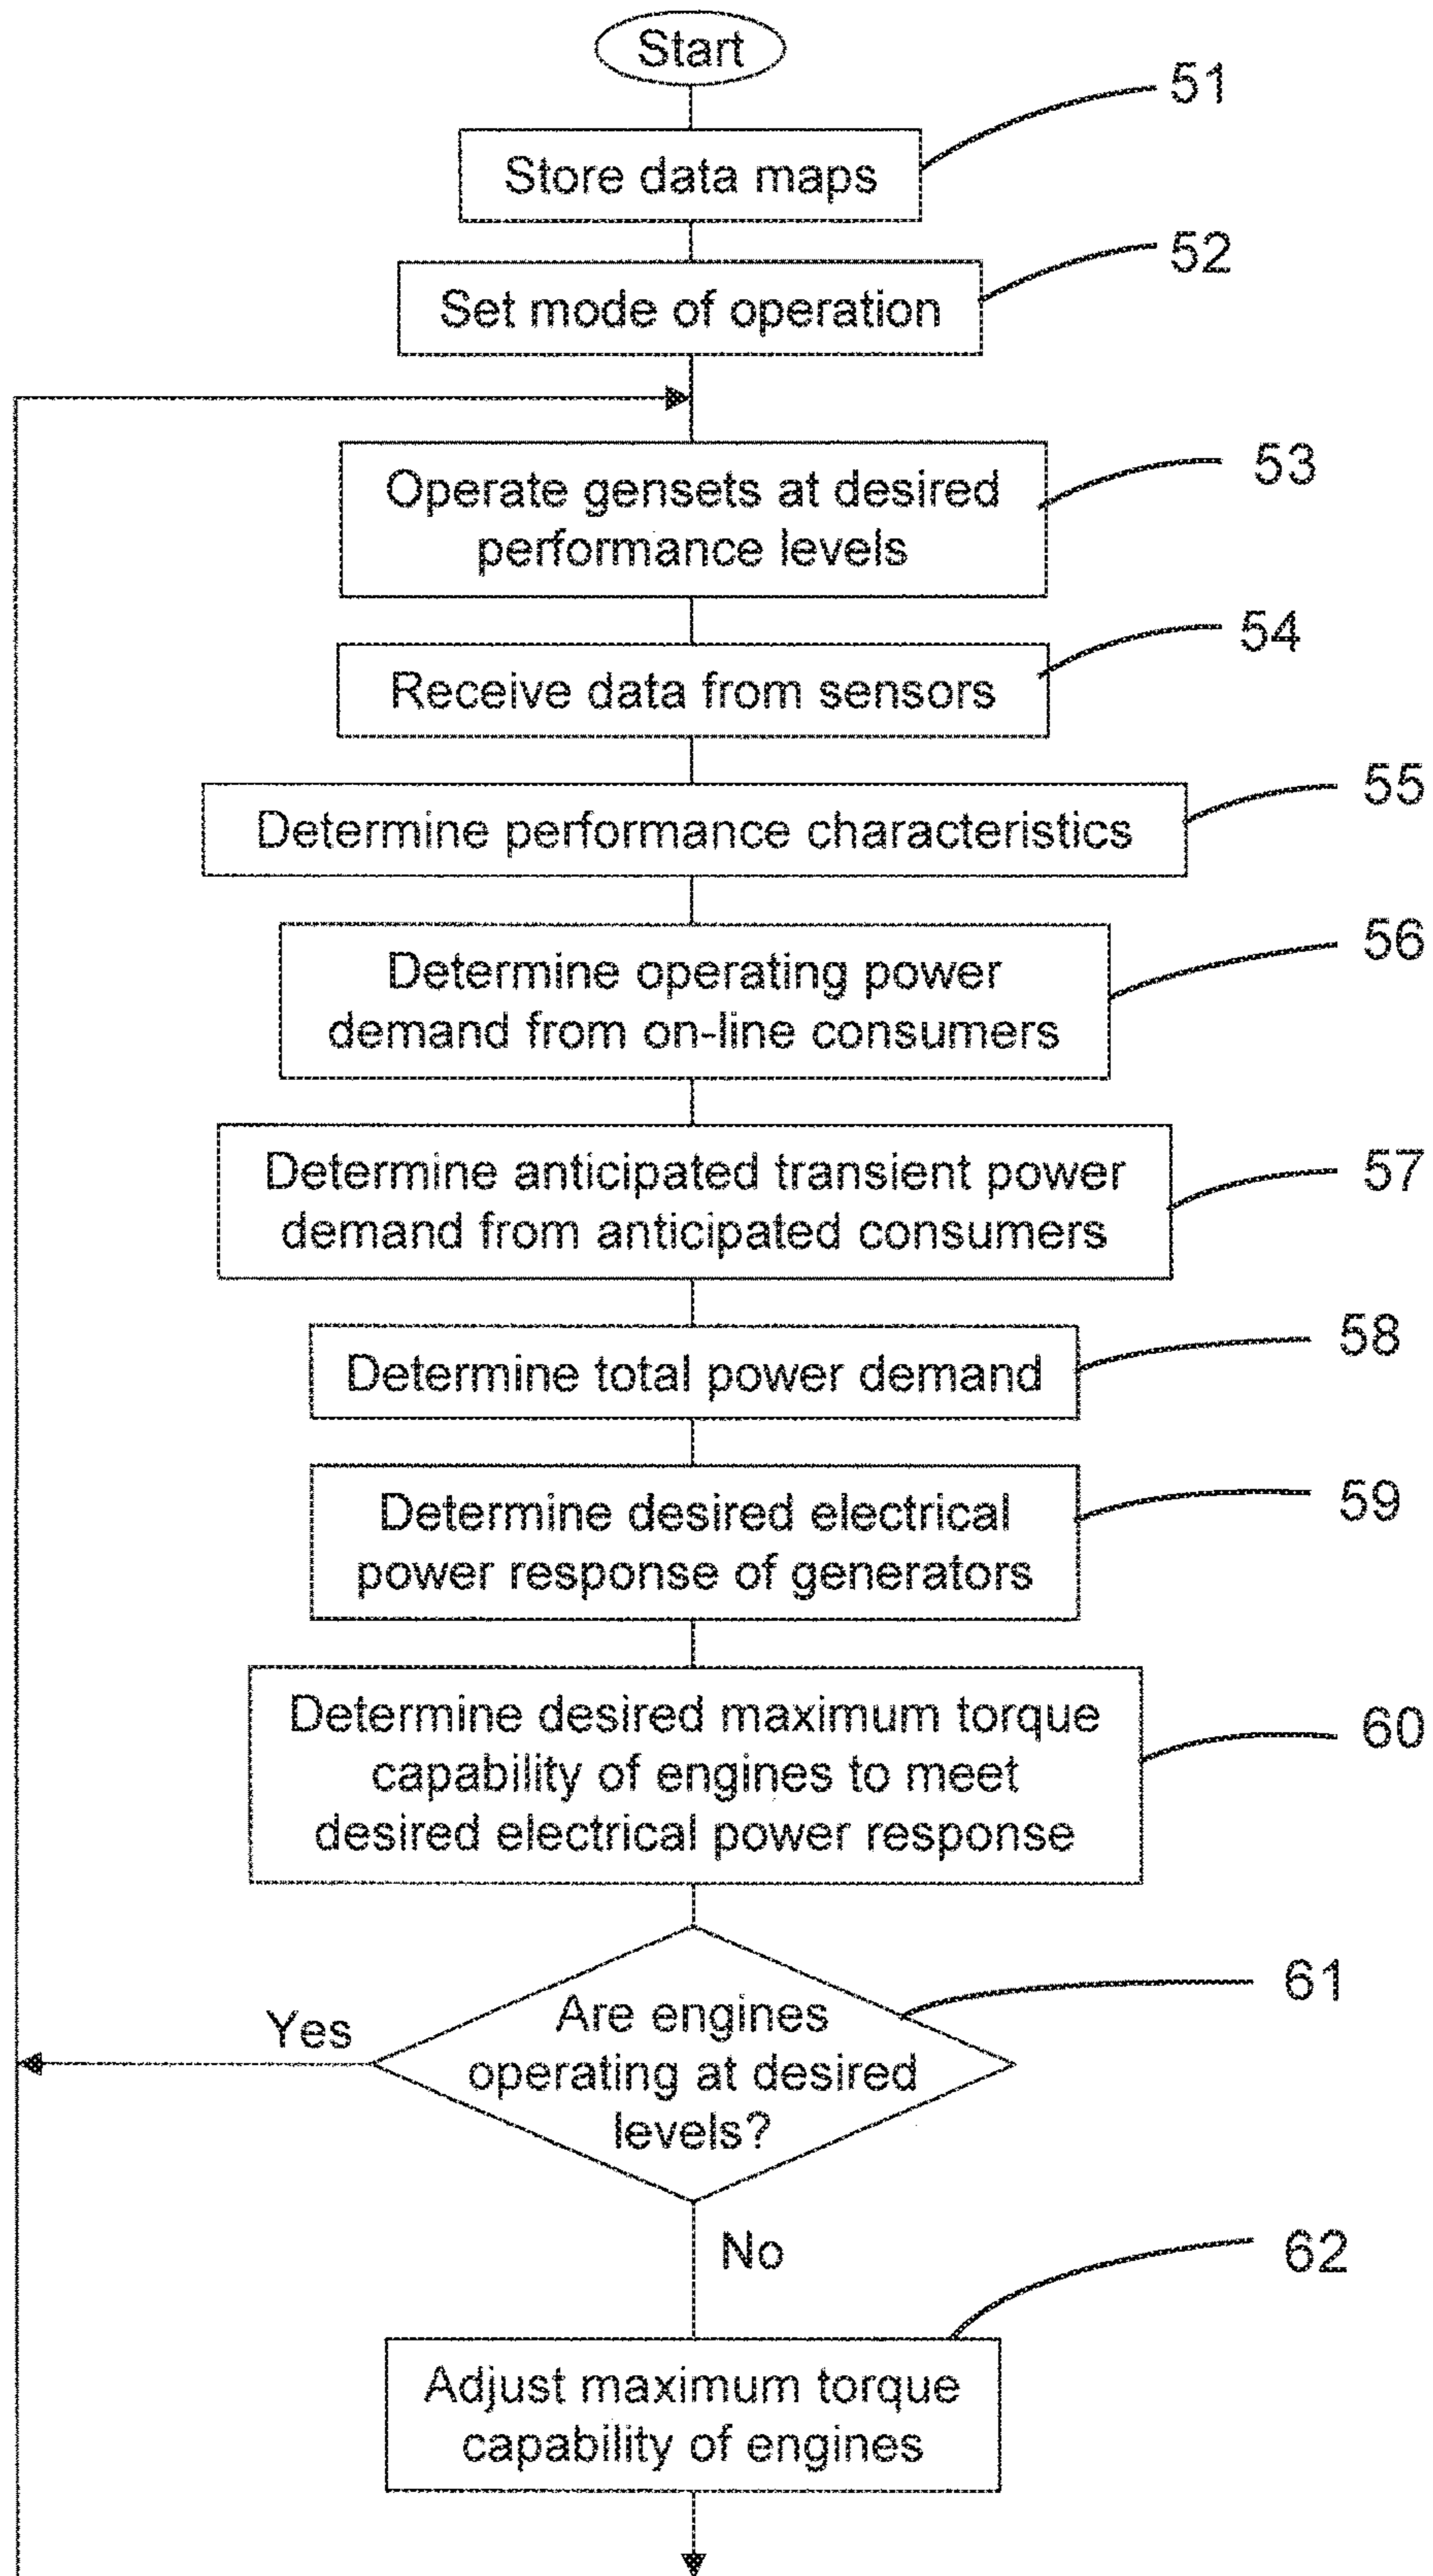 Start
51
Store data maps
52
Set mode of operation
53
Operate gensets at desired
performance levels
54
Receive data from sensors
55
Determine performance characteristics
56
Determine operating power
demand from on-line consumers
57
Determine anticipated transient power
demand from anticipated consumers
58
Determine total power demand
59
Determine desired electrical
power response of generators
60
Determine desired maximum torque
capability of engines to meet
desired electrical power response
61
Yes
Are engines
operating at desired
levels?
No
62
Adjust maximum torque
capability of engines